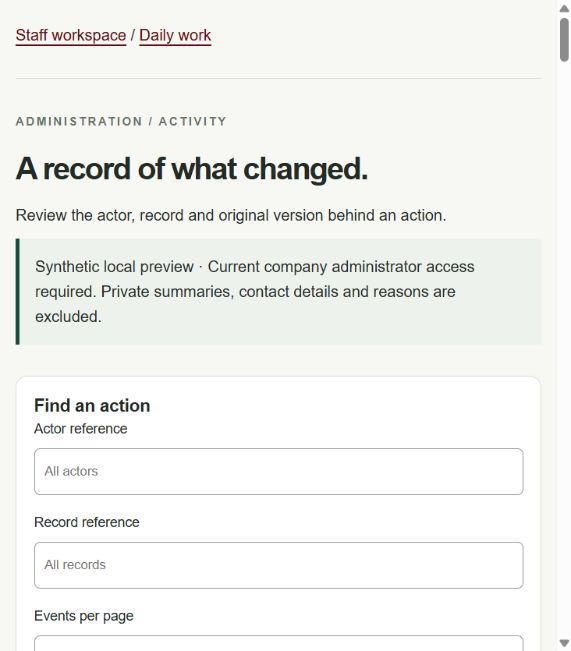 Staff workspace / Daily work
ADMINISTRATION / ACTIVITY
A record of what changed.
Review the actor, record and original version behind an action.
Synthetic local preview · Current company administrator access
required. Private summaries, contact details and reasons are
excluded.
Find an action
Actor reference
All actors
Record reference
All records
Events per page